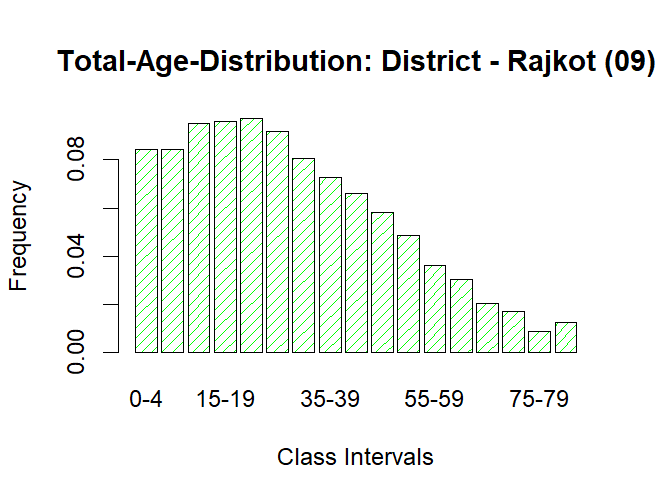 Total-Age-Distribution: District - Rajkot (09)
Frequency
0.08
0.04
0.00
0-4 15-19 35-39 55-59 75-79
Class Intervals